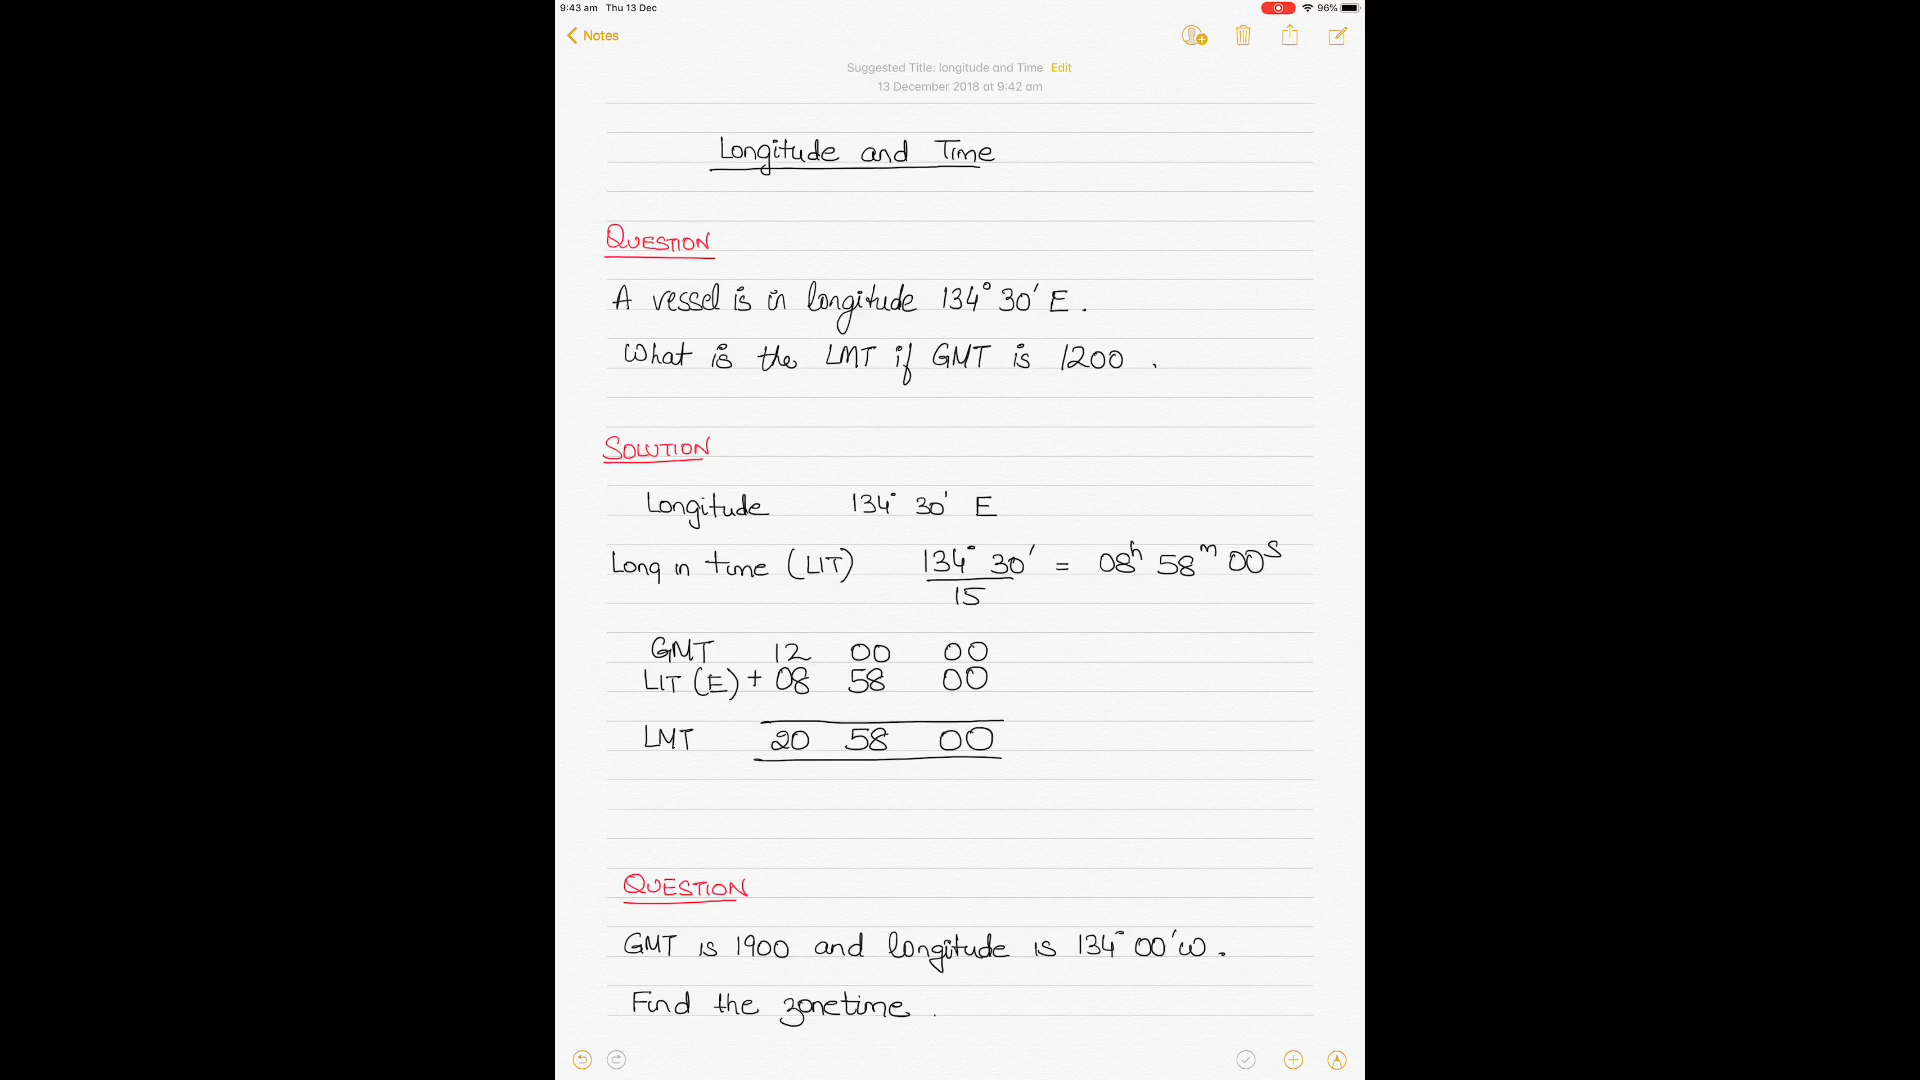 9:43 am Thu 13 Dec 96%
Notes
Suggested Title: longitude and Time Edit
13 December 2018 at 9:42 am
Longitude and Time
QUESTION
A vessel is in longitude 134° 30' E.
What is the LMT if GMT is 1200.
SOLUTION
Longitude 134° 30' E
Long in time (LIT) 134° 30' = 08h 58m 00s
15
GMT 12 00 00
LIT (E) + 08 58 00
LMT 20 58 00
QUESTION
GMT is 1900 and longitude is 134° 00' W.
Find the zonetime.